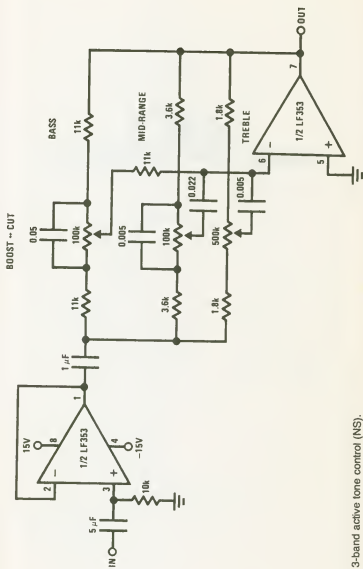 BOOST ↔ CUT
0.05
BASS
11k
100k
11k
11k
0.005
MID-RANGE
3.6k
100k
3.6k
0.022
TREBLE
1.8k
500k
1.8k
0.005
1 μF
15V
8
2
−
1/2 LF353
1
3
+
4
−15V
IN
5 μF
10k
6
−
1/2 LF353
7
5
+
OUT
3-band active tone control (NS).